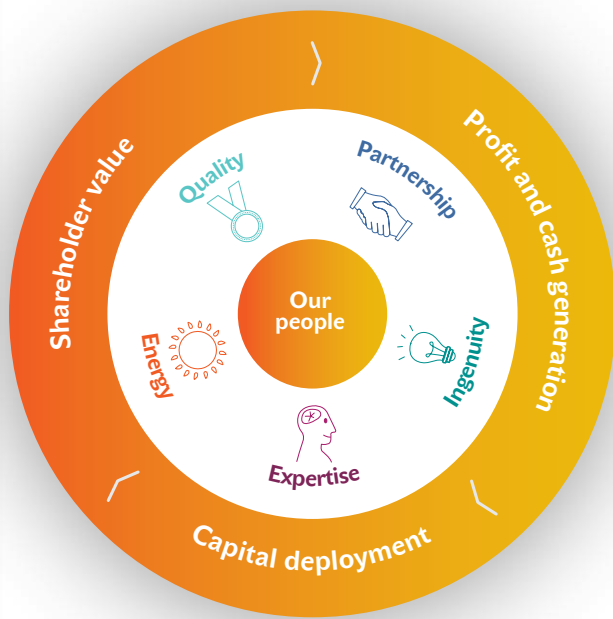 Shareholder value
Profit and cash generation
Capital deployment
Quality
Partnership
Ingenuity
Expertise
Energy
Our
people